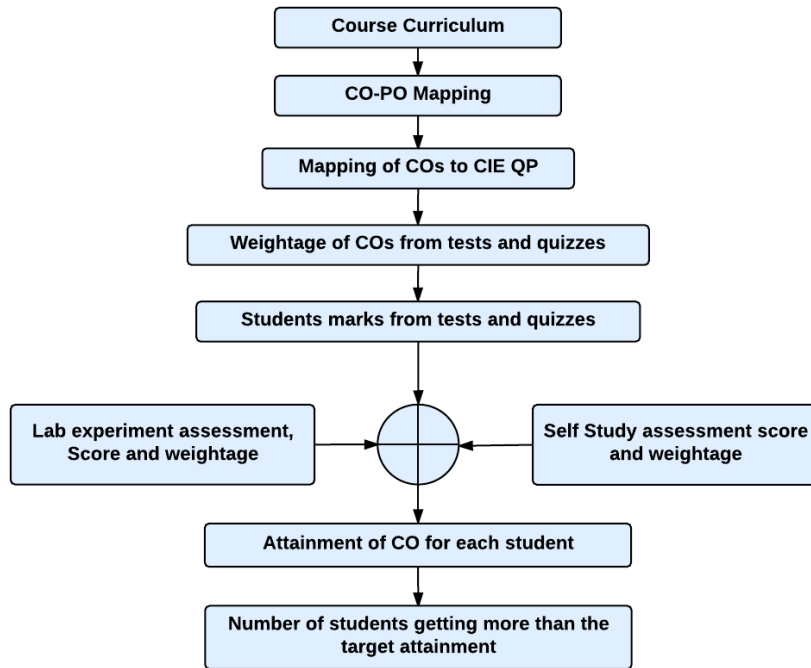 Course Curriculum
CO-PO Mapping
Mapping of COs to CIE QP
Weightage of COs from tests and quizzes
Students marks from tests and quizzes
Lab experiment assessment,
Score and weightage
Self Study assessment score
and weightage
Attainment of CO for each student
Number of students getting more than the
target attainment